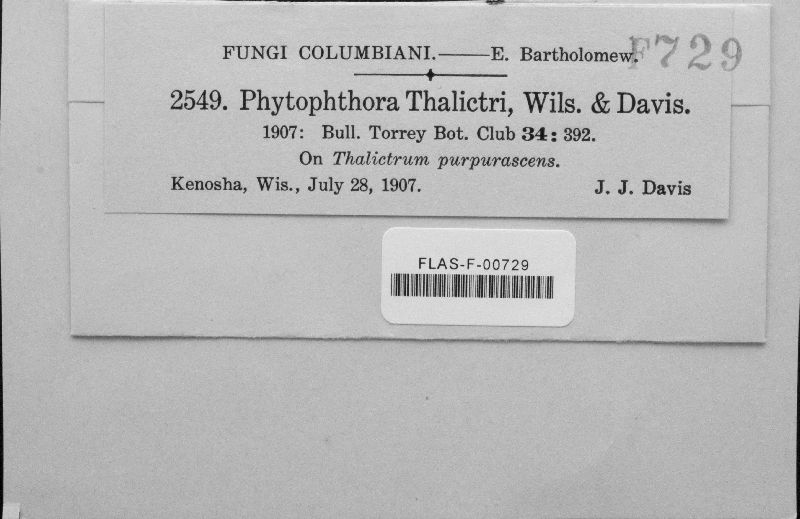 FUNGI COLUMBIANI.——E. Bartholomew.
F729
2549. Phytophthora Thalictri, Wils. & Davis.
1907: Bull. Torrey Bot. Club 34: 392.
On Thalictrum purpurascens.
Kenosha, Wis., July 28, 1907. J. J. Davis
FLAS-F-00729